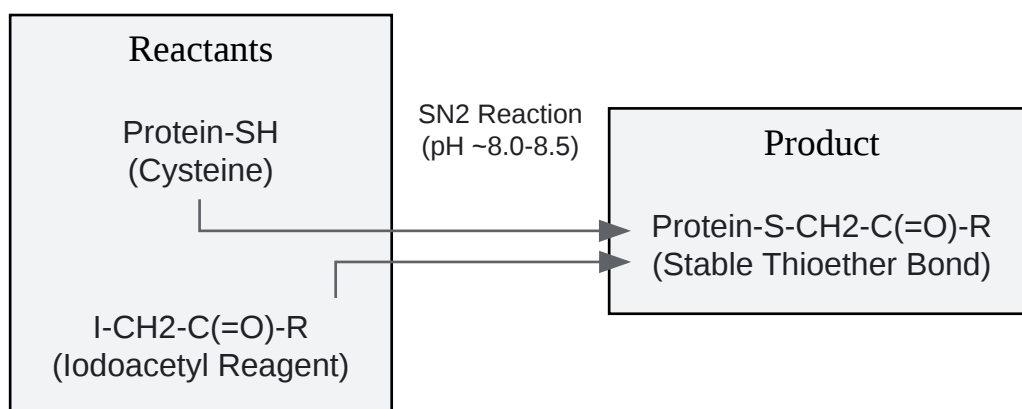 Reactants
Protein-SH
(Cysteine)
I-CH2-C(=O)-R
(Iodoacetyl Reagent)
SN2 Reaction
(pH ~8.0-8.5)
Product
Protein-S-CH2-C(=O)-R
(Stable Thioether Bond)